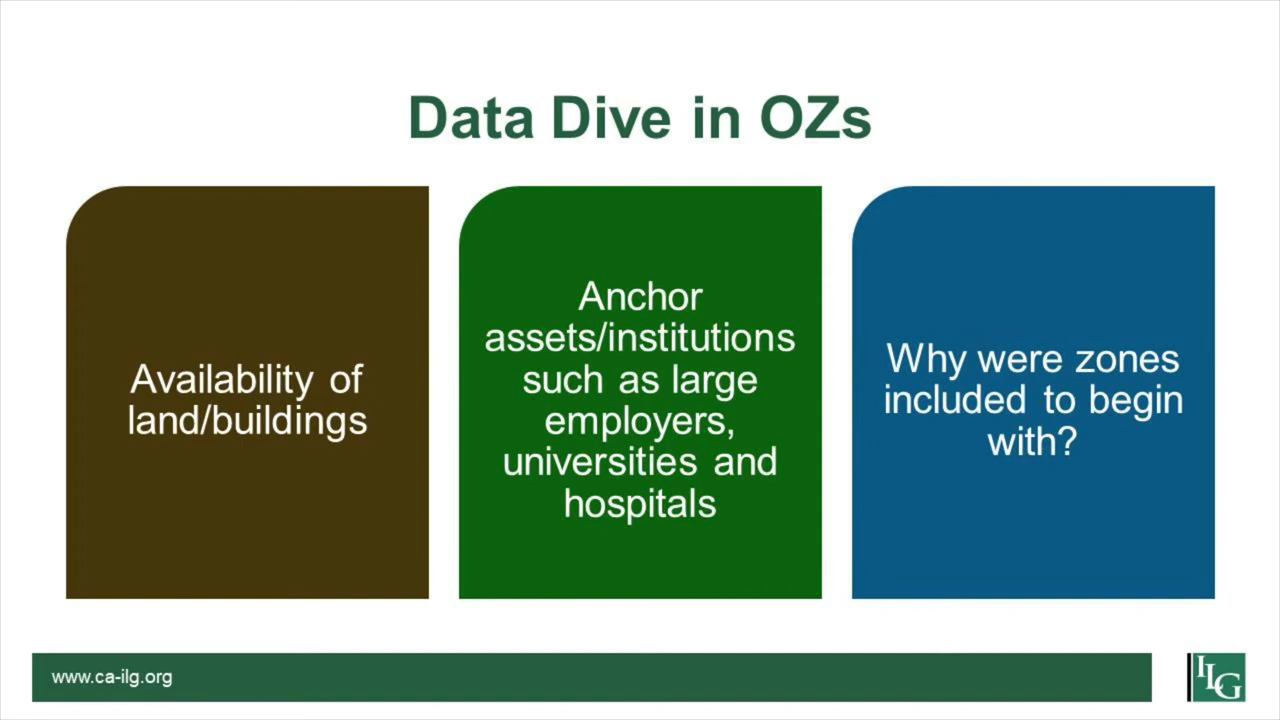 Data Dive in OZs
Availability of
land/buildings
Anchor
assets/institutions
such as large
employers,
universities and
hospitals
Why were zones
included to begin
with?
www.ca-ilg.org
ILG